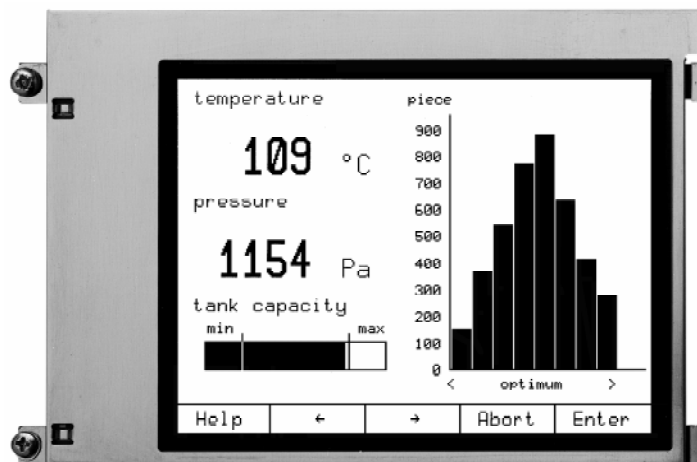 temperature
109 °C
pressure
1154 Pa
tank capacity
min max
piece
900
800
700
600
500
400
300
200
100
0
< optimum >
Help ← → Abort Enter